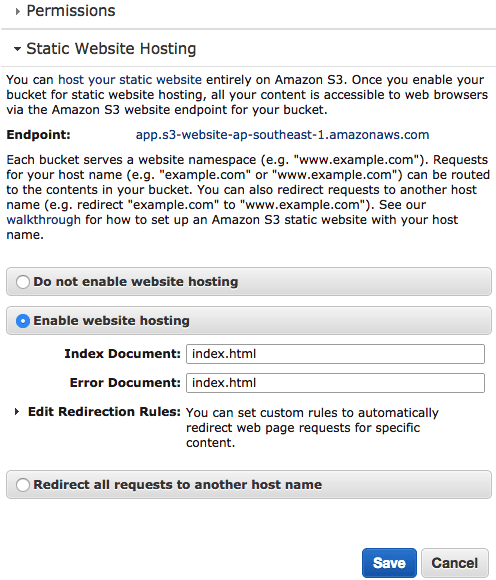 Permissions
Static Website Hosting
You can host your static website entirely on Amazon S3. Once you enable your
bucket for static website hosting, all your content is accessible to web browsers
via the Amazon S3 website endpoint for your bucket.
Endpoint: app.s3-website-ap-southeast-1.amazonaws.com
Each bucket serves a website namespace (e.g. "www.example.com"). Requests
for your host name (e.g. "example.com" or "www.example.com") can be routed
to the contents in your bucket. You can also redirect requests to another host
name (e.g. redirect "example.com" to "www.example.com"). See our
walkthrough for how to set up an Amazon S3 static website with your host
name.
Do not enable website hosting
Enable website hosting
Index Document: index.html
Error Document: index.html
Edit Redirection Rules: You can set custom rules to automatically
redirect web page requests for specific
content.
Redirect all requests to another host name
Save Cancel